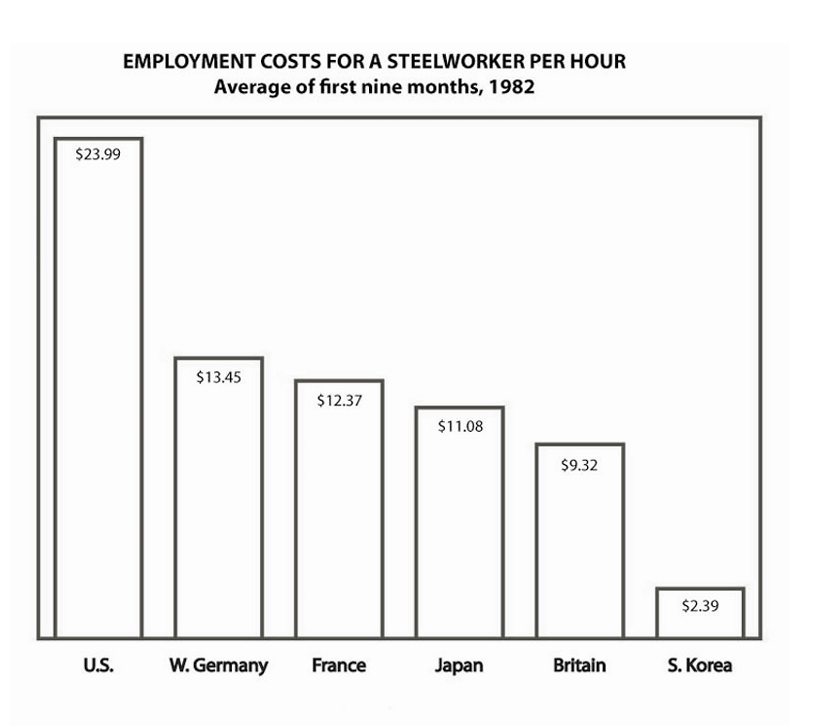 EMPLOYMENT COSTS FOR A STEELWORKER PER HOUR
Average of first nine months, 1982
$23.99
$13.45
$12.37
$11.08
$9.32
$2.39
U.S. W. Germany France Japan Britain S. Korea